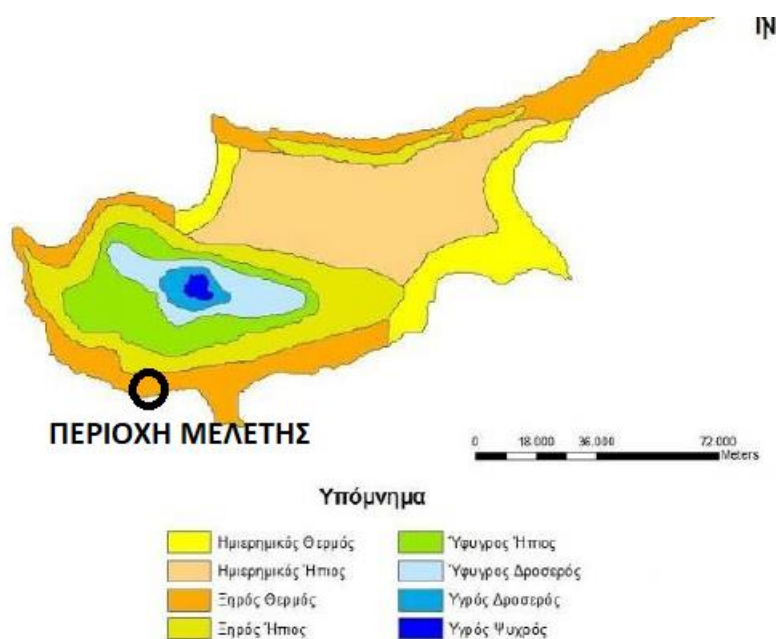 ΠΕΡΙΟΧΗ ΜΕΛΕΤΗΣ
0 18.000 36.000 72.000
Meters
Υπόμνημα
Ημιερημικός Θερμός
Ημιερημικός Ήπιος
Ξηρός Θερμός
Ξηρός Ήπιος
Ύφυγρος Ήπιος
Ύφυγρος Δροσερός
Υγρός Δροσερός
Υγρός Ψυχρός